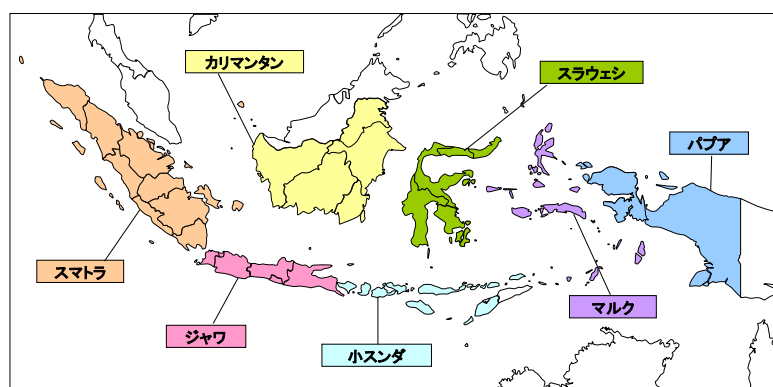 カリマンタン
スラウェシ
パプア
スマトラ
マルク
ジャワ
小スンダ